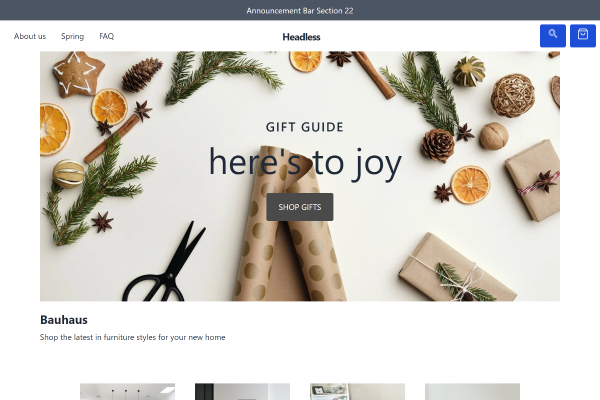 Announcement Bar Section 22
About us
Spring
FAQ
Headless
GIFT GUIDE
here's to joy
SHOP GIFTS
Bauhaus
Shop the latest in furniture styles for your new home